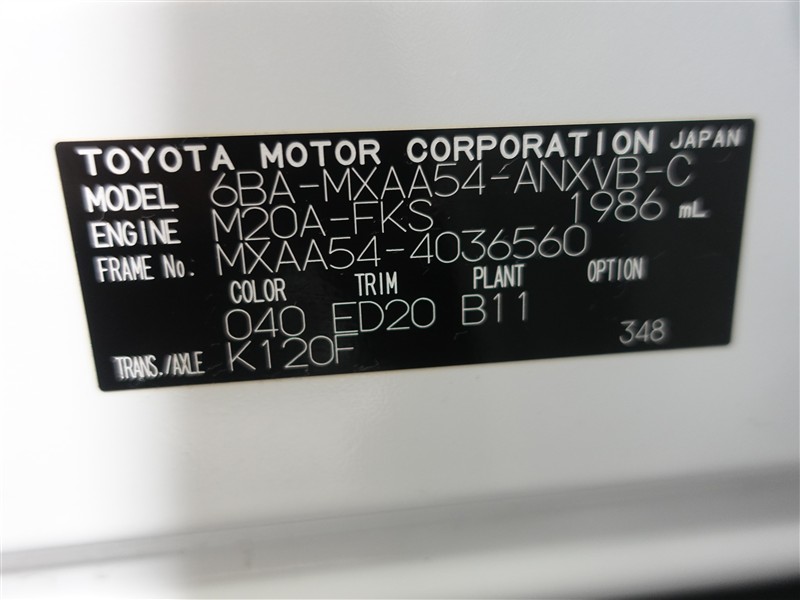 TOYOTA MOTOR CORPORATION JAPAN
MODEL 6BA-MXAA54-ANXVB-C
ENGINE M20A-FKS 1986 mL
FRAME No. MXAA54-4036560
COLOR TRIM PLANT OPTION
040 ED20 B11
TRANS./AXLE K120F 348